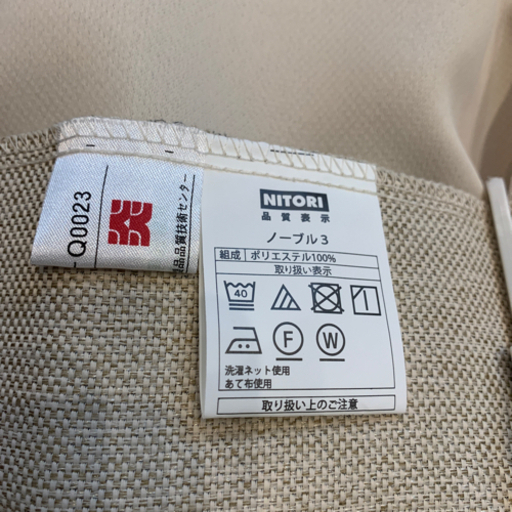 Q0023
品品質技術センター
NITORI
品質表示
ノーブル3
組成 ポリエステル100%
取り扱い表示
40
F W
洗濯ネット使用
あて布使用
取り扱い上のご注意